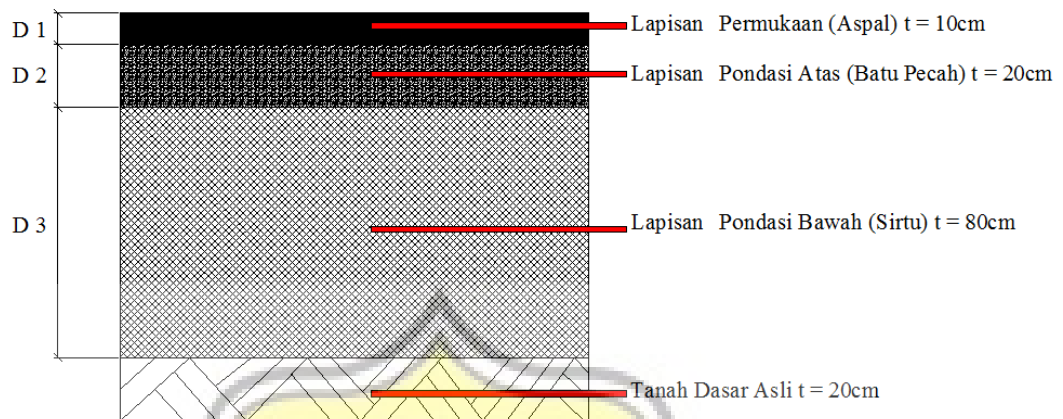 D 1
Lapisan Permukaan (Aspal) t = 10cm
D 2
Lapisan Pondasi Atas (Batu Pecah) t = 20cm
D 3
Lapisan Pondasi Bawah (Sirtu) t = 80cm
Tanah Dasar Asli t = 20cm